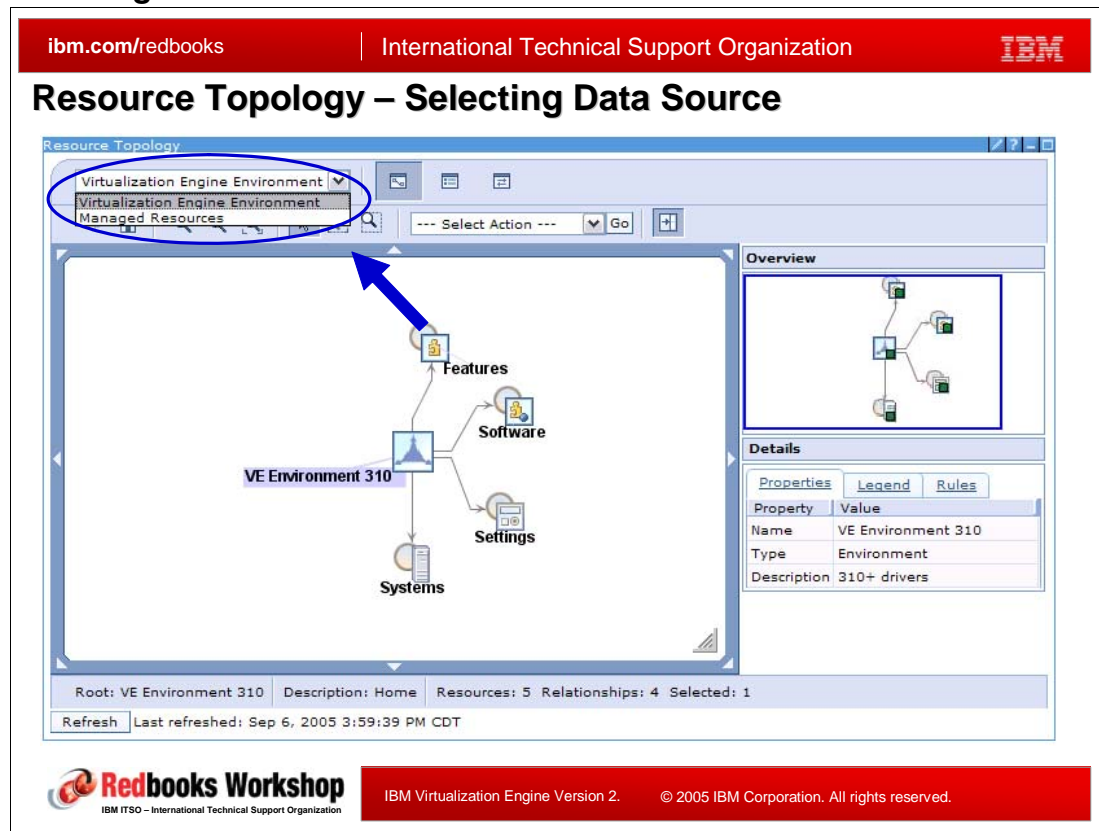 ibm.com/redbooks
International Technical Support Organization
IBM
Resource Topology – Selecting Data Source
Resource Topology
Virtualization Engine Environment
Virtualization Engine Environment
Managed Resources
--- Select Action ---
Go
Features
Software
VE Environment 310
Settings
Systems
Overview
Details
Properties Legend Rules
Property Value
Name VE Environment 310
Type Environment
Description 310+ drivers
Root: VE Environment 310 Description: Home Resources: 5 Relationships: 4 Selected: 1
Refresh Last refreshed: Sep 6, 2005 3:59:39 PM CDT
Redbooks Workshop
IBM ITSO – International Technical Support Organization
IBM Virtualization Engine Version 2. © 2005 IBM Corporation. All rights reserved.